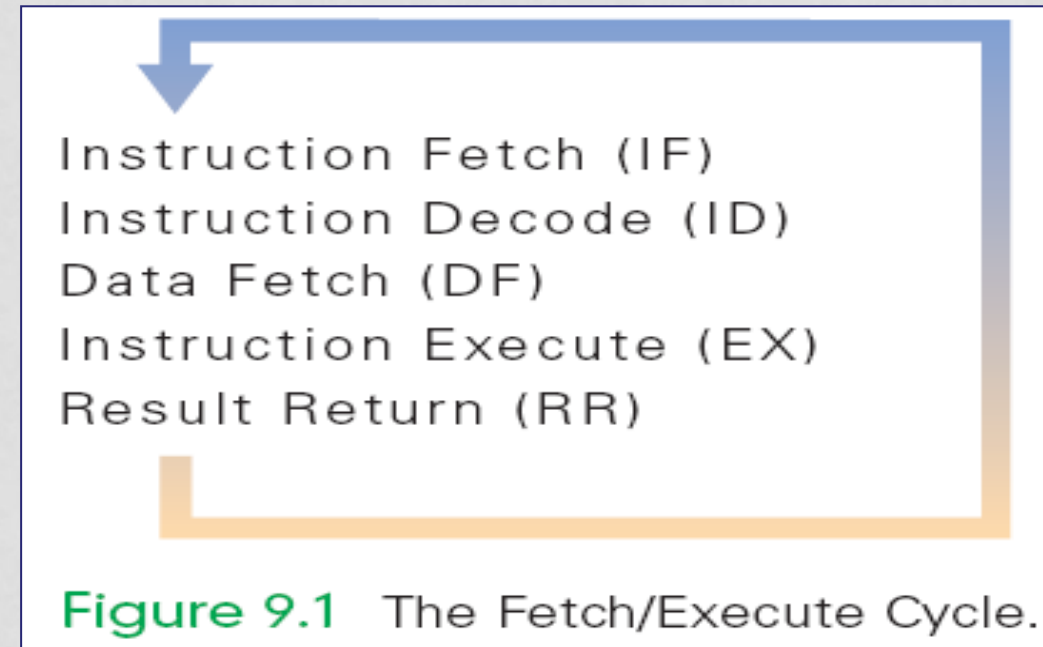 Instruction Fetch (IF)
Instruction Decode (ID)
Data Fetch (DF)
Instruction Execute (EX)
Result Return (RR)
Figure 9.1 The Fetch/Execute Cycle.